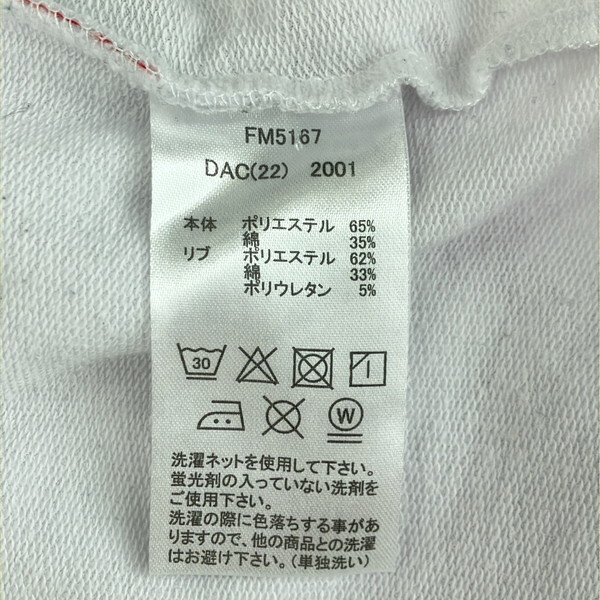 FM5167
DAC(22) 2001
本体 ポリエステル 65%
綿 35%
リブ ポリエステル 62%
綿 33%
ポリウレタン 5%
30
W
洗濯ネットを使用して下さい。
蛍光剤の入っていない洗剤を
ご使用下さい。
洗濯の際に色落ちする事があ
りますので、他の商品との洗濯
はお避け下さい。（単独洗い）